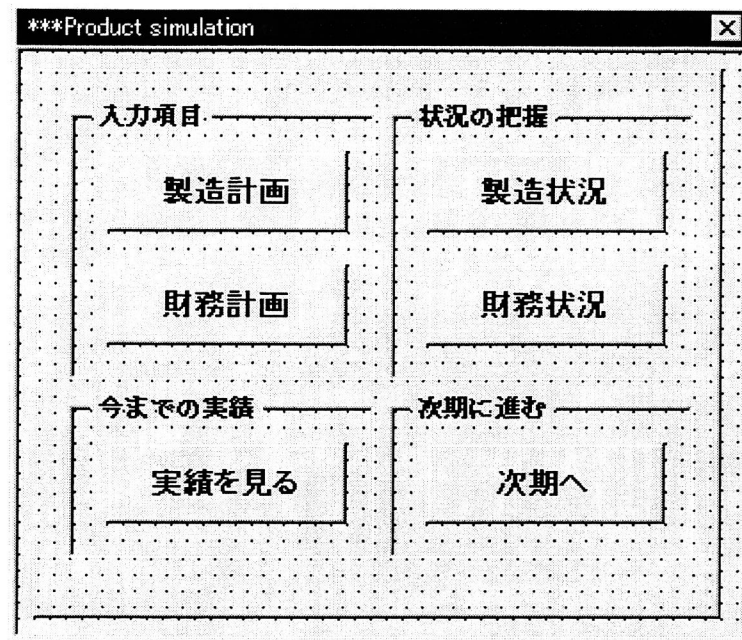 ***Product simulation
入力項目
製造計画
財務計画
状況の把握
製造状況
財務状況
今までの実績
実績を見る
次期に進む
次期へ